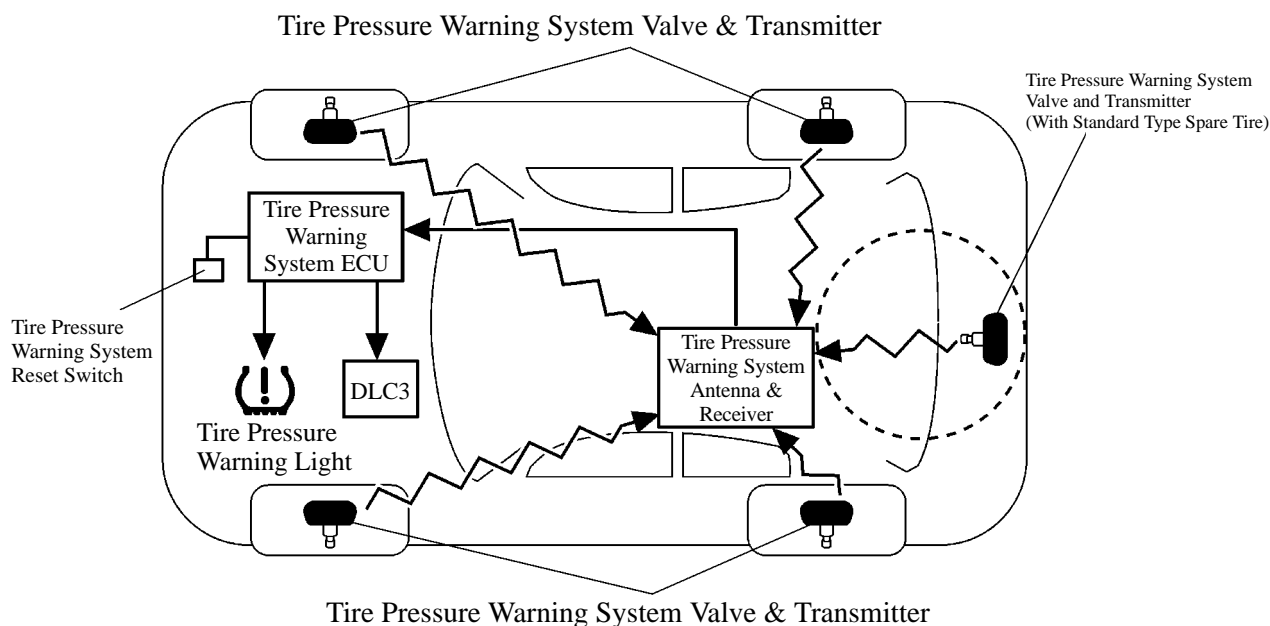 Tire Pressure Warning System Valve & Transmitter
Tire Pressure Warning System
Valve and Transmitter
(With Standard Type Spare Tire)
Tire Pressure
Warning
System ECU
Tire Pressure
Warning System
Reset Switch
DLC3
Tire Pressure
Warning Light
Tire Pressure
Warning System
Antenna &
Receiver
Tire Pressure Warning System Valve & Transmitter